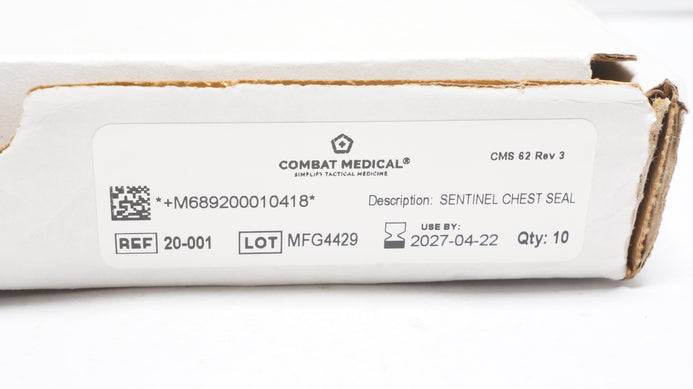 COMBAT MEDICAL®
SIMPLIFY TACTICAL MEDICINE
CMS 62 Rev 3
*+M689200010418*
Description: SENTINEL CHEST SEAL
REF 20-001
LOT MFG4429
USE BY:
2027-04-22
Qty: 10